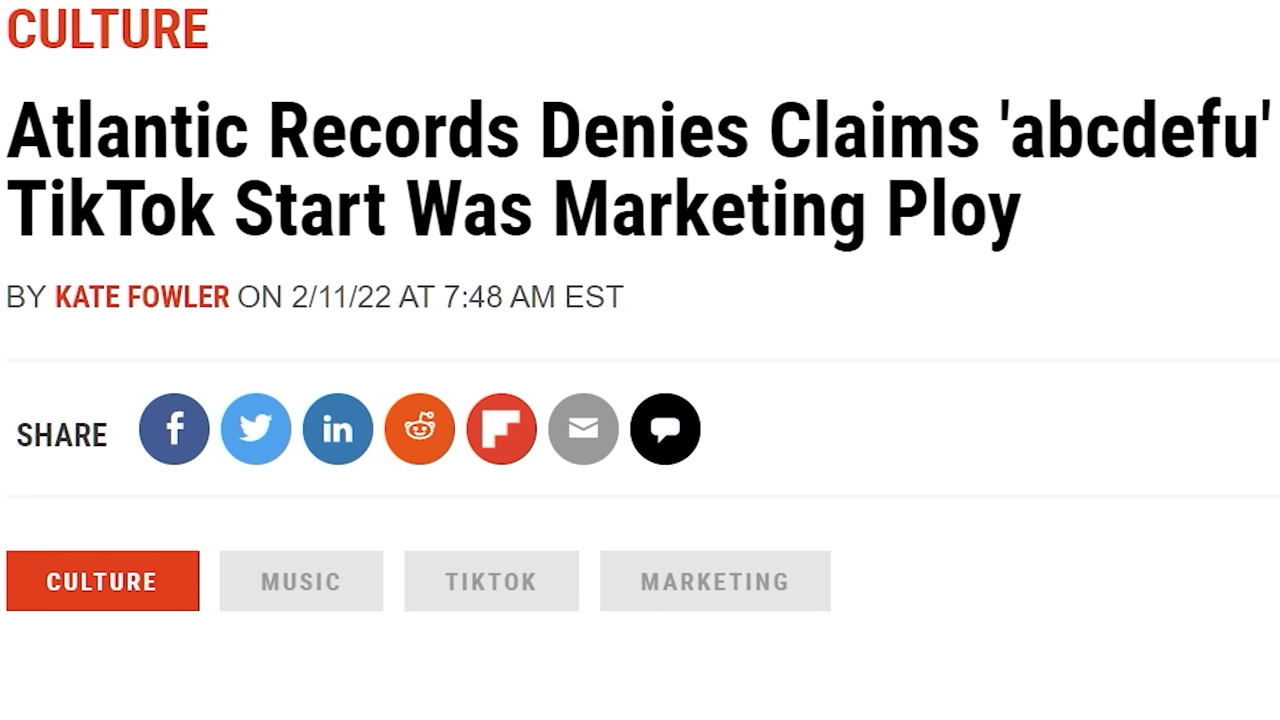 CULTURE
Atlantic Records Denies Claims 'abcdefu'
TikTok Start Was Marketing Ploy
BY KATE FOWLER ON 2/11/22 AT 7:48 AM EST
SHARE
CULTURE MUSIC TIKTOK MARKETING